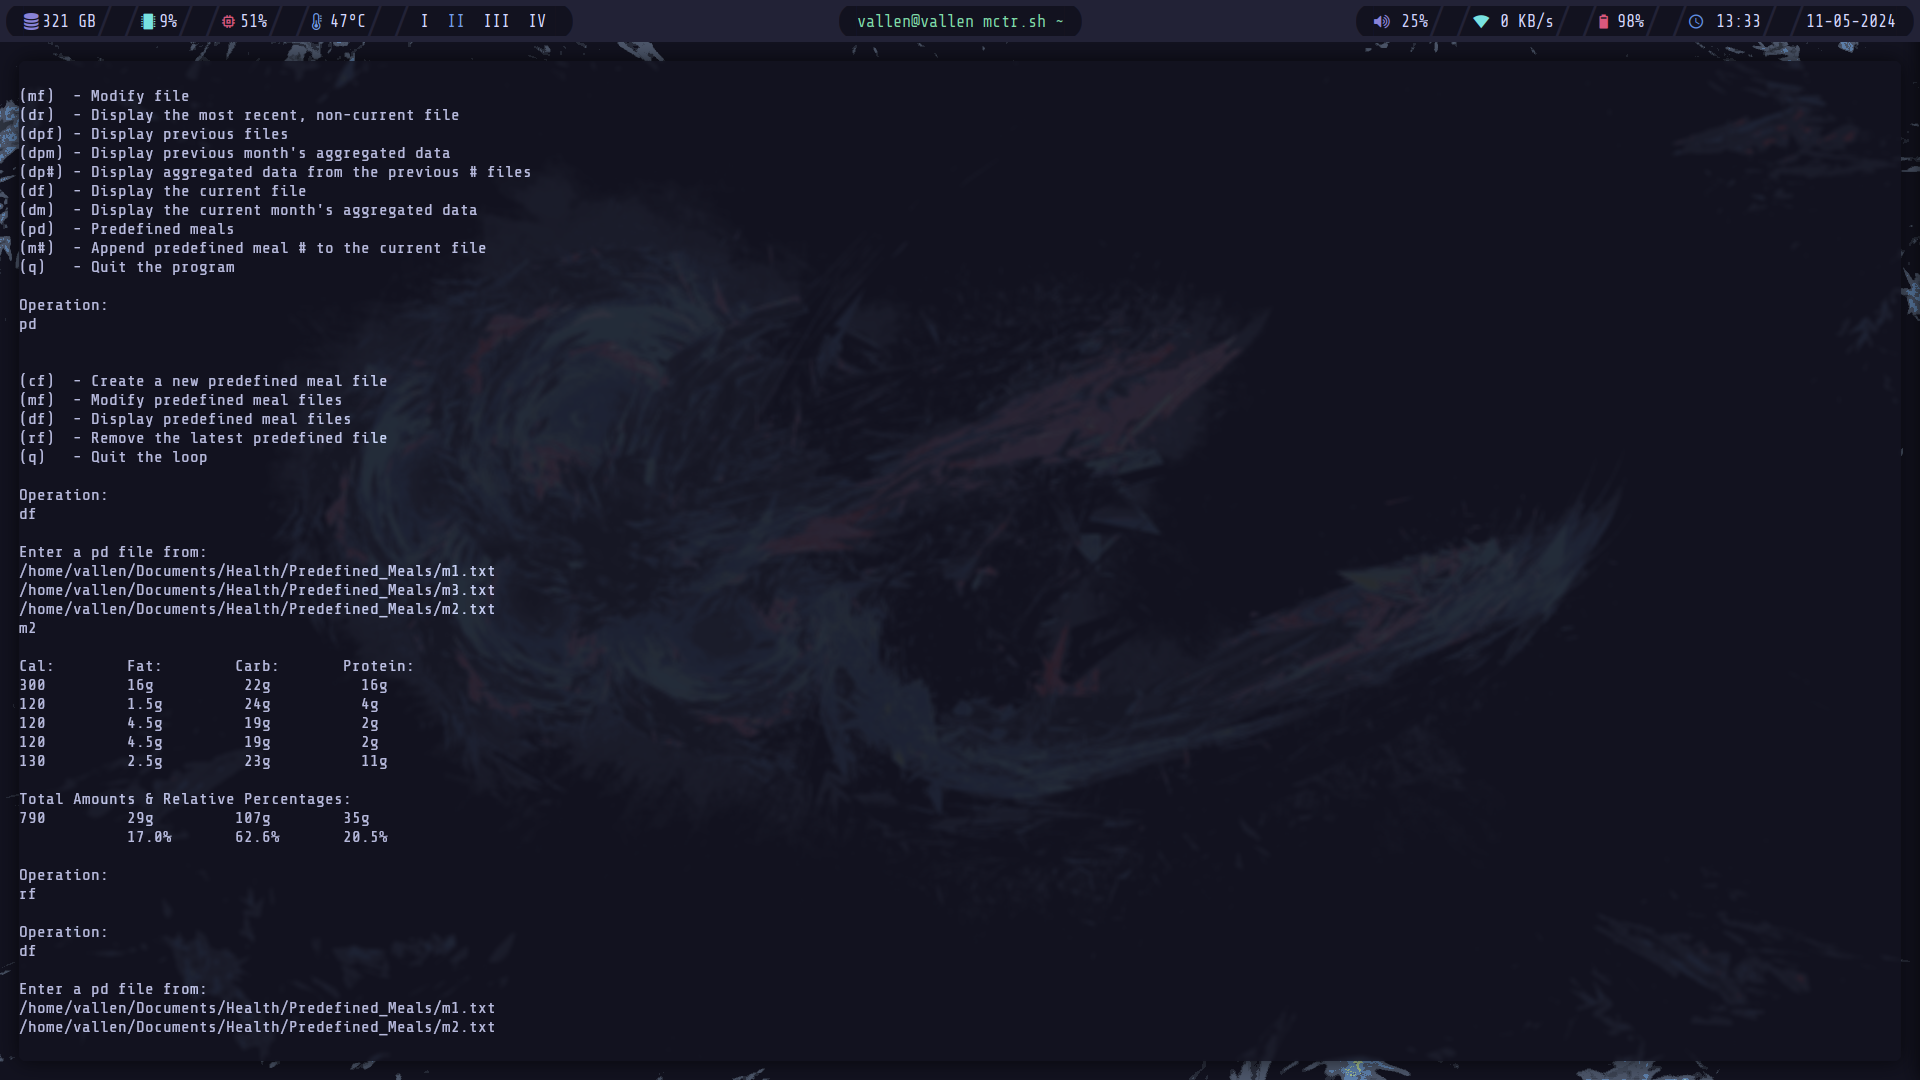 321 GB 9% 51% 47°C I II III IV vallen@vallen mctr.sh ~ 25% 0 KB/s 98% 13:33 11-05-2024
(mf)  - Modify file
(dr)  - Display the most recent, non-current file
(dpf) - Display previous files
(dpm) - Display previous month's aggregated data
(dp#) - Display aggregated data from the previous # files
(df)  - Display the current file
(dm)  - Display the current month's aggregated data
(pd)  - Predefined meals
(m#)  - Append predefined meal # to the current file
(q)   - Quit the program
Operation:
pd
(cf)  - Create a new predefined meal file
(mf)  - Modify predefined meal files
(df)  - Display predefined meal files
(rf)  - Remove the latest predefined file
(q)   - Quit the loop
Operation:
df
Enter a pd file from:
/home/vallen/Documents/Health/Predefined_Meals/m1.txt
/home/vallen/Documents/Health/Predefined_Meals/m3.txt
/home/vallen/Documents/Health/Predefined_Meals/m2.txt
m2
Cal:        Fat:        Carb:       Protein:
300         16g          22g          16g
120         1.5g         24g          4g
120         4.5g         19g          2g
120         4.5g         19g          2g
130         2.5g         23g          11g
Total Amounts & Relative Percentages:
790         29g         107g        35g
            17.0%       62.6%       20.5%
Operation:
rf
Operation:
df
Enter a pd file from:
/home/vallen/Documents/Health/Predefined_Meals/m1.txt
/home/vallen/Documents/Health/Predefined_Meals/m2.txt